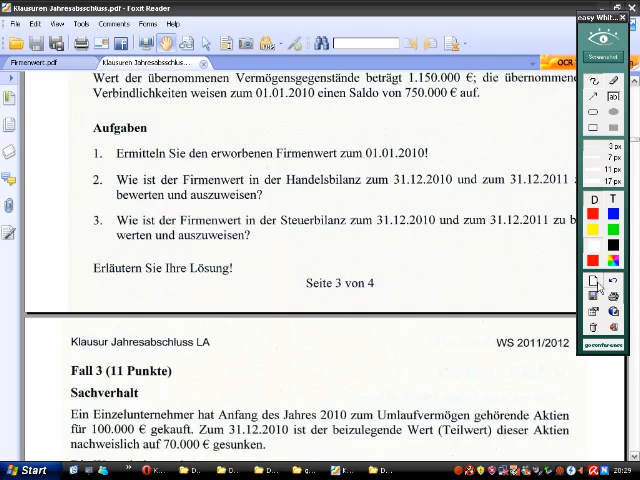 Klausuren Jahresabschluss.pdf - Foxit Reader
File Edit View Tools Comments Forms Help
Firmenwert.pdf
Klausuren Jahresabschluss...
OCR
easy Whit...
Screenshot
abl
3 px
7 px
11 px
17 px
D T
goconference
Wert der übernommenen Vermögensgegenstände beträgt 1.150.000 €; die übernommene
Verbindlichkeiten weisen zum 01.01.2010 einen Saldo von 750.000 € auf.
Aufgaben
1. Ermitteln Sie den erworbenen Firmenwert zum 01.01.2010!
2. Wie ist der Firmenwert in der Handelsbilanz zum 31.12.2010 und zum 31.12.2011
bewerten und auszuweisen?
3. Wie ist der Firmenwert in der Steuerbilanz zum 31.12.2010 und zum 31.12.2011 zu b
werten und auszuweisen?
Erläutern Sie Ihre Lösung!
Seite 3 von 4
Klausur Jahresabschluss LA WS 2011/2012
Fall 3 (11 Punkte)
Sachverhalt
Ein Einzelunternehmer hat Anfang des Jahres 2010 zum Umlaufvermögen gehörende Aktien
für 100.000 € gekauft. Zum 31.12.2010 ist der beizulegende Wert (Teilwert) dieser Aktien
nachweislich auf 70.000 € gesunken.
Start
K...
D...
D...
D...
g...
K...
D...
20:29